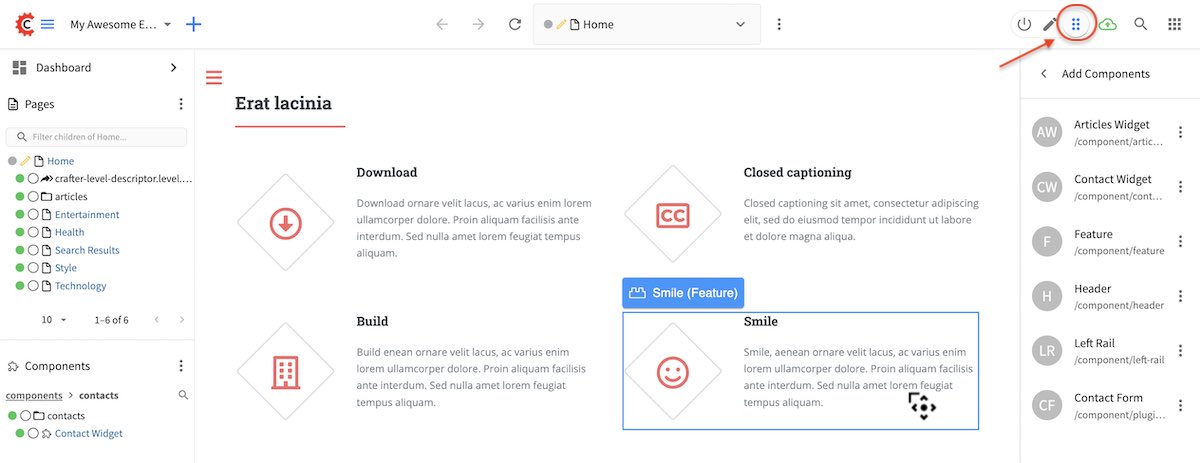 C
My Awesome E...
Home
Dashboard
Pages
Filter children of Home...
Home
crafter-level-descriptor.level....
articles
Entertainment
Health
Search Results
Style
Technology
10
1–6 of 6
Components
components > contacts
contacts
Contact Widget
Erat lacinia
Download
Download ornare velit lacus, ac varius enim lorem
ullamcorper dolore. Proin aliquam facilisis ante
interdum. Sed nulla amet lorem feugiat tempus
aliquam.
CC
Closed captioning
Closed captioning sit amet, consectetur adipiscing
elit, sed do eiusmod tempor incididunt ut labore
et dolore magna aliqua.
Build
Build enean ornare velit lacus, ac varius enim
lorem ullamcorper dolore. Proin aliquam facilisis
ante interdum. Sed nulla amet lorem feugiat
tempus aliquam.
Smile (Feature)
Smile
Smile, aenean ornare velit lacus, ac varius enim
lorem ullamcorper dolore. Proin aliquam facilisis
ante interdum. Sed nulla amet lorem feugiat
tempus aliquam.
Add Components
AW
Articles Widget
/component/artic...
CW
Contact Widget
/component/cont...
F
Feature
/component/feature
H
Header
/component/header
LR
Left Rail
/component/left-rail
CF
Contact Form
/component/plugi...